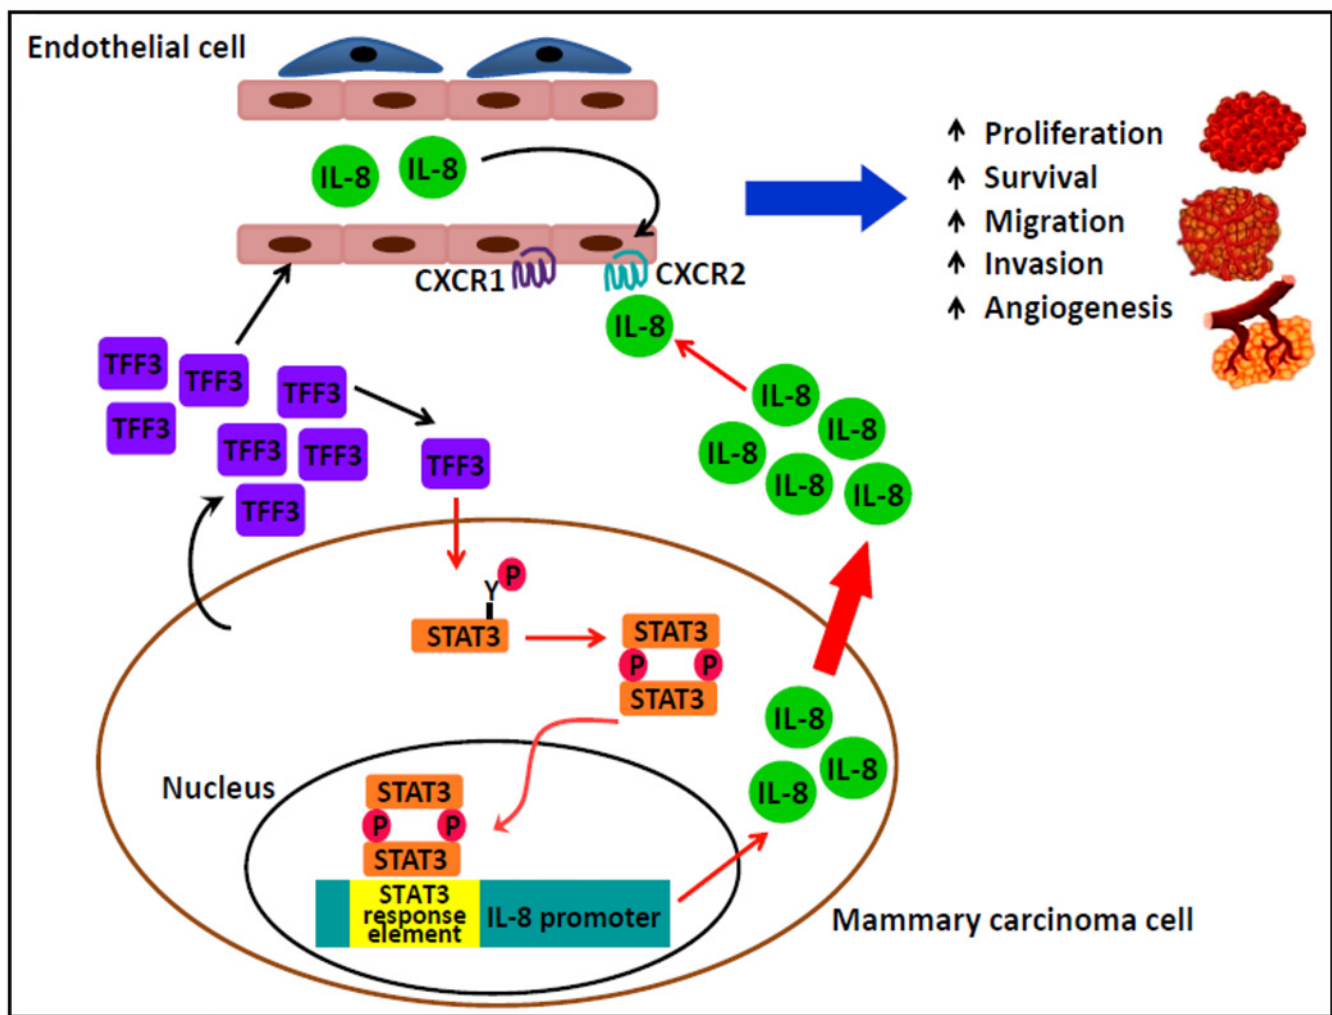 Endothelial cell
IL-8
IL-8
CXCR1
CXCR2
IL-8
Proliferation
Survival
Migration
Invasion
Angiogenesis
TFF3
TFF3
TFF3
TFF3
TFF3
TFF3
TFF3
TFF3
IL-8
IL-8
IL-8
IL-8
IL-8
P
Y
STAT3
STAT3
P P
STAT3
IL-8
IL-8
IL-8
Nucleus
STAT3
P P
STAT3
STAT3
response
element
IL-8 promoter
Mammary carcinoma cell